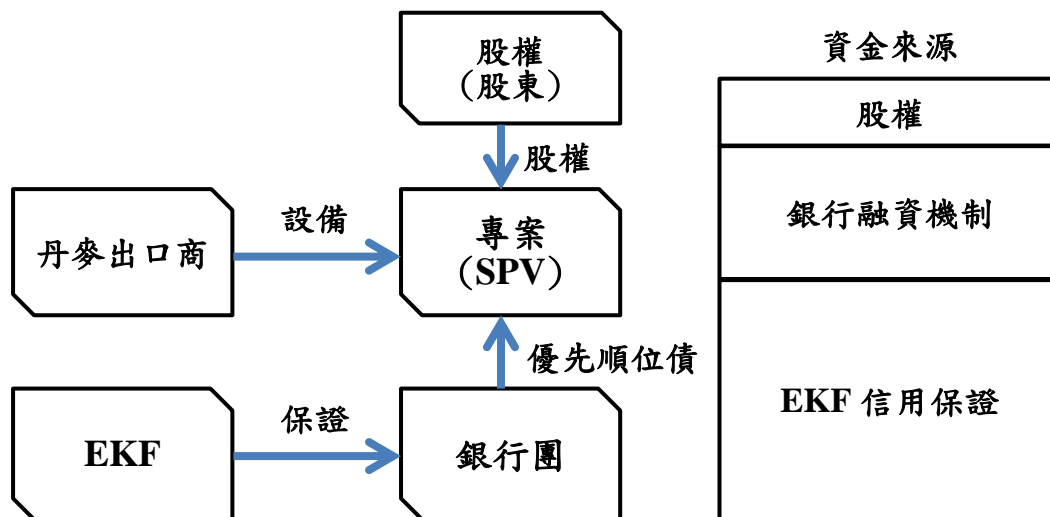 股權
（股東）
資金來源
股權
股權
丹麥出口商
設備
專案
（SPV）
銀行融資機制
優先順位債
EKF
保證
銀行團
EKF 信用保證